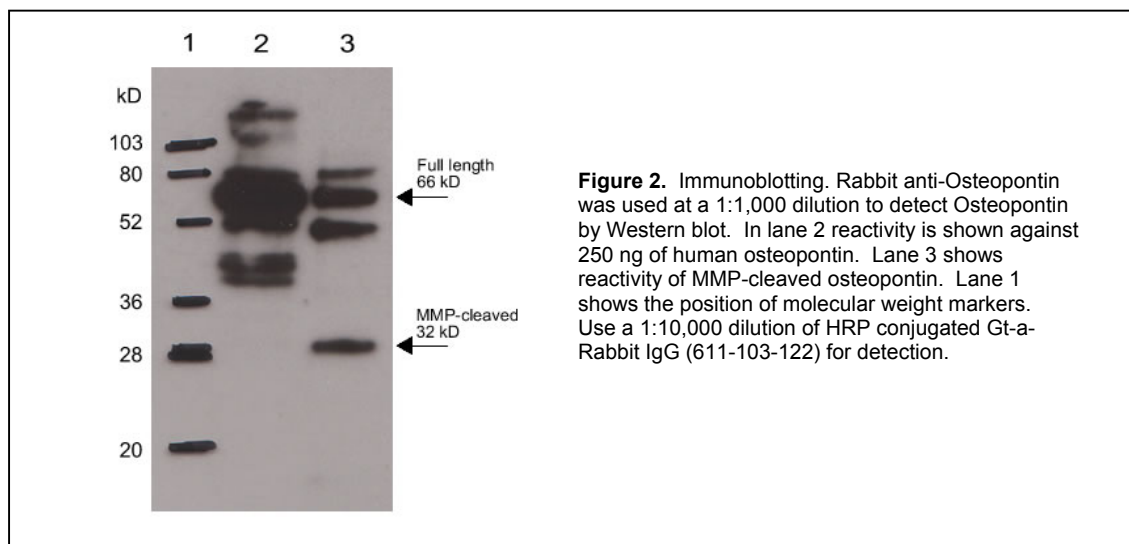 1 2 3
kD
103
80
52
36
28
20
Full length
66 kD
MMP-cleaved
32 kD
Figure 2. Immunoblotting. Rabbit anti-Osteopontin
was used at a 1:1,000 dilution to detect Osteopontin
by Western blot. In lane 2 reactivity is shown against
250 ng of human osteopontin. Lane 3 shows
reactivity of MMP-cleaved osteopontin. Lane 1
shows the position of molecular weight markers.
Use a 1:10,000 dilution of HRP conjugated Gt-a-
Rabbit IgG (611-103-122) for detection.